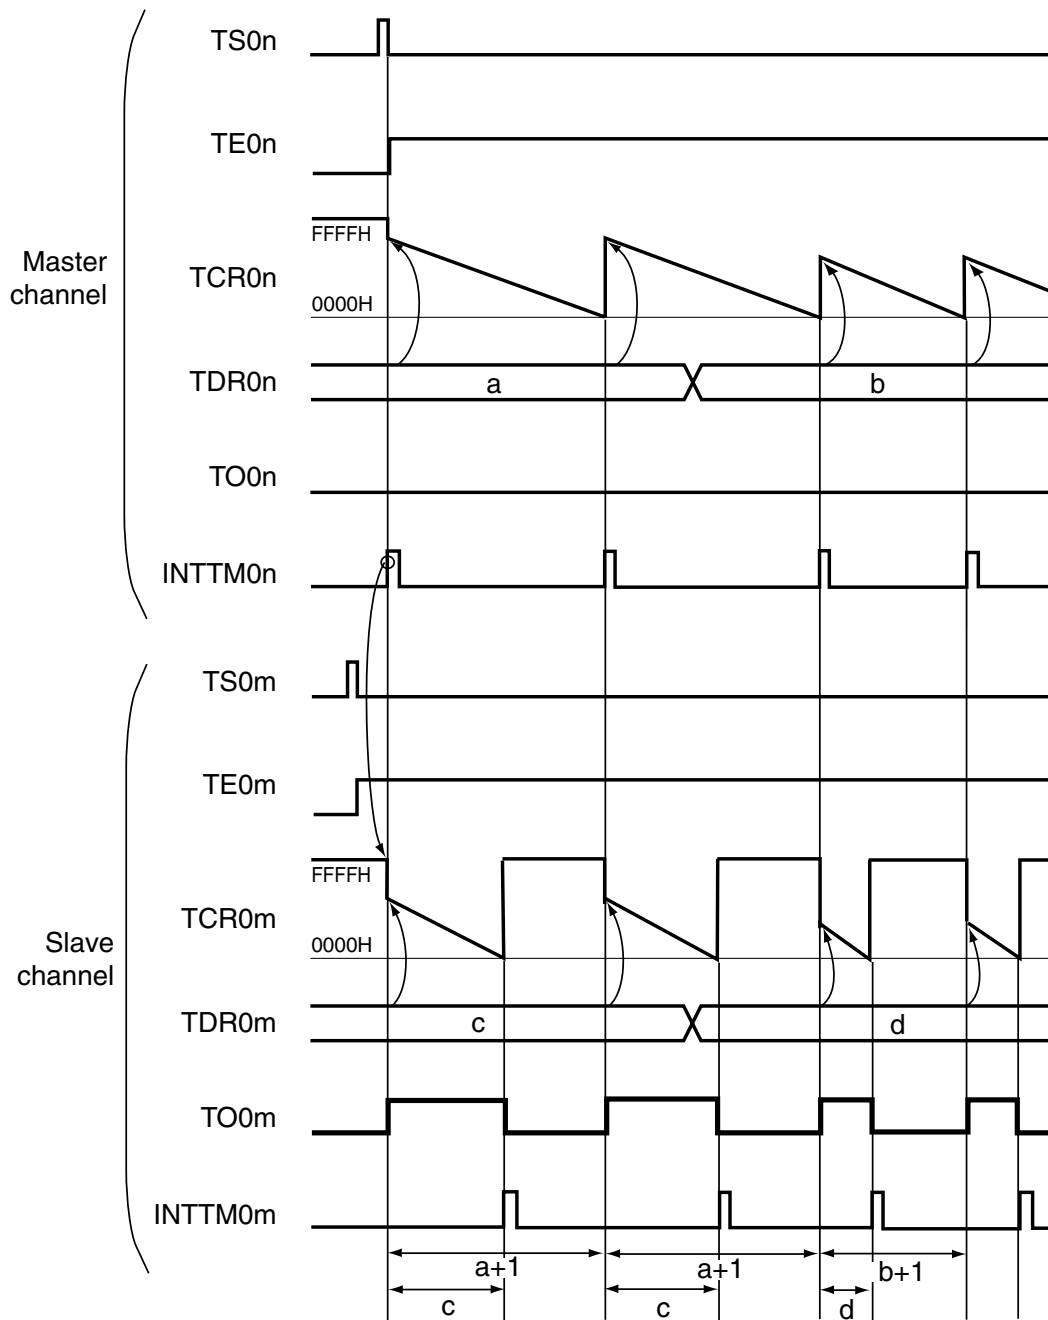 TS0n
TE0n
FFFFH
Master
channel
TCR0n
0000H
TDR0n
a
b
TO0n
INTTM0n
TS0m
TE0m
FFFFH
TCR0m
0000H
Slave
channel
TDR0m
c
d
TO0m
INTTM0m
a+1
a+1
b+1
c
c
d